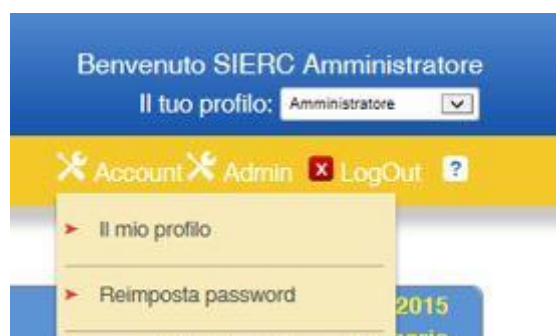 Benvenuto SIERC Amministratore
Il tuo profilo: Amministratore
Account Admin x LogOut ?
Il mio profilo
Reimposta password
2015